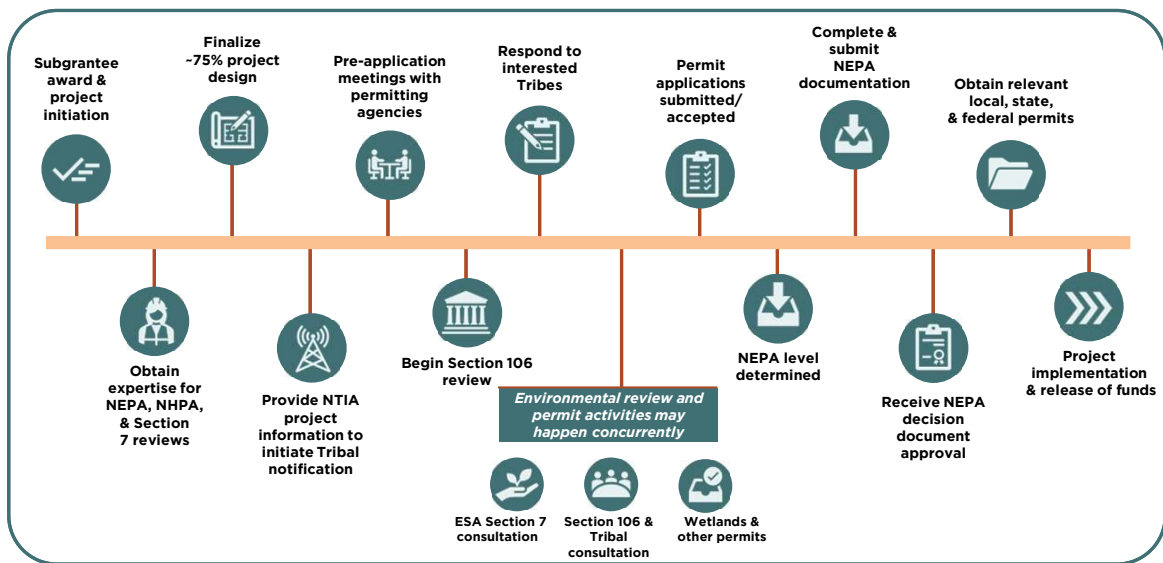 Subgrantee
award &
project
initiation
Finalize
~75% project
design
Pre-application
meetings with
permitting
agencies
Respond to
interested
Tribes
Permit
applications
submitted/
accepted
Complete &
submit
NEPA
documentation
Obtain relevant
local, state,
& federal permits
Obtain
expertise for
NEPA, NHPA,
& Section
7 reviews
Provide NTIA
project
information to
initiate Tribal
notification
Begin Section 106
review
Environmental review and
permit activities may
happen concurrently
ESA Section 7
consultation
Section 106 &
Tribal
consultation
Wetlands &
other permits
NEPA level
determined
Receive NEPA
decision
document
approval
Project
implementation
& release of funds